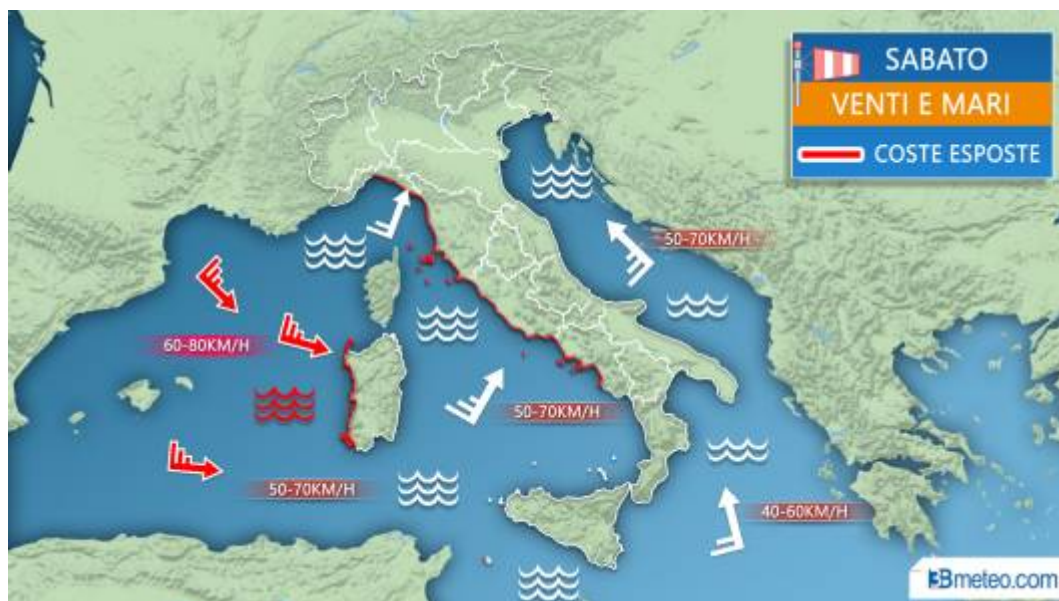 SABATO
VENTI E MARI
COSTE ESPOSTE
50-70KM/H
60-80KM/H
50-70KM/H
50-70KM/H
40-60KM/H
3Bmeteo.com